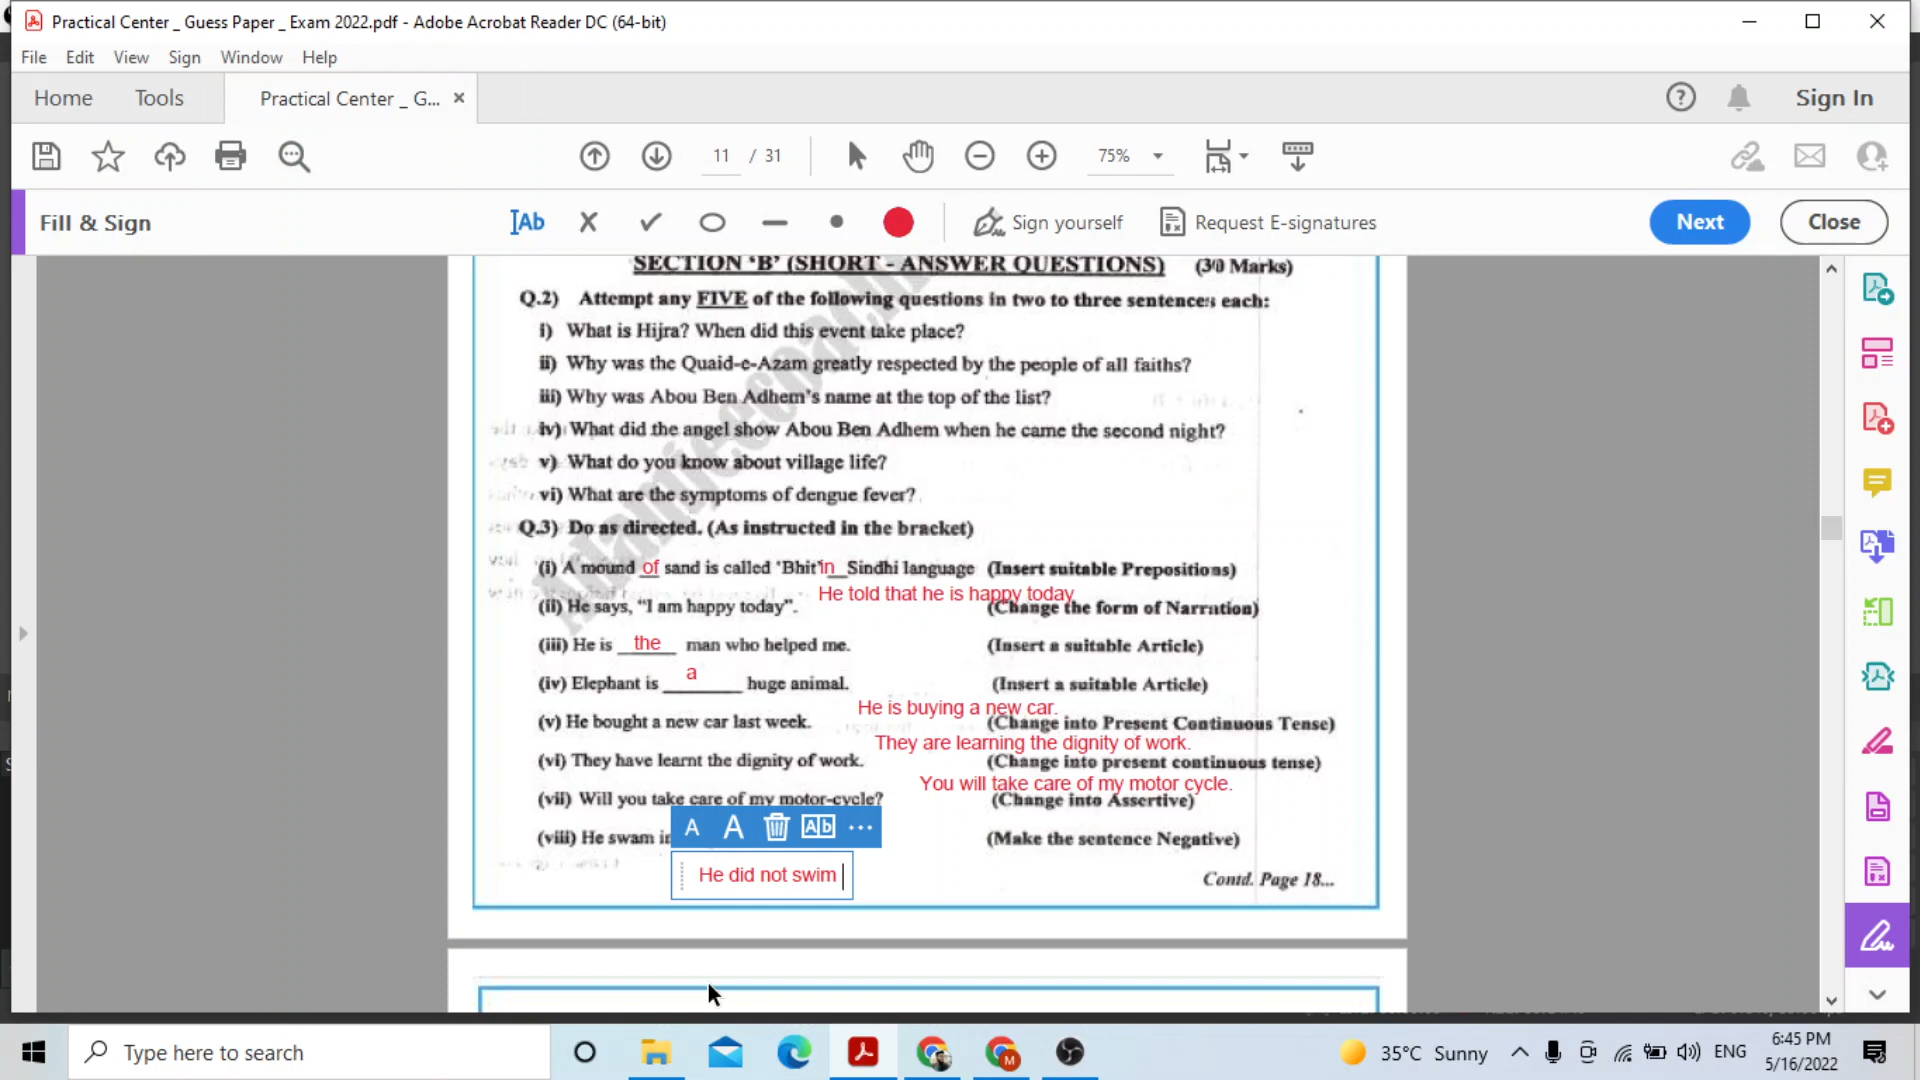 Practical Center _ Guess Paper _ Exam 2022.pdf - Adobe Acrobat Reader DC (64-bit)
File Edit View Sign Window Help
Home Tools Practical Center _ G... Sign In
11 / 31 75%
Fill & Sign Ab Sign yourself Request E-signatures Next Close
SECTION 'B' (SHORT - ANSWER QUESTIONS) (30 Marks)
Q.2) Attempt any FIVE of the following questions in two to three sentences each:
i) What is Hijra? When did this event take place?
ii) Why was the Quaid-e-Azam greatly respected by the people of all faiths?
iii) Why was Abou Ben Adhem's name at the top of the list?
iv) What did the angel show Abou Ben Adhem when he came the second night?
v) What do you know about village life?
vi) What are the symptoms of dengue fever?
Q.3) Do as directed. (As instructed in the bracket)
(i) A mound of sand is called 'Bhit' in Sindhi language (Insert suitable Prepositions)
He told that he is happy today
(ii) He says, "I am happy today". (Change the form of Narration)
(iii) He is the man who helped me. (Insert a suitable Article)
a
(iv) Elephant is ________ huge animal. (Insert a suitable Article)
He is buying a new car.
(v) He bought a new car last week. (Change into Present Continuous Tense)
They are learning the dignity of work.
(vi) They have learnt the dignity of work. (Change into present continuous tense)
You will take care of my motor cycle.
(vii) Will you take care of my motor-cycle? (Change into Assertive)
A A Ab
(viii) He swam in (Make the sentence Negative)
He did not swim
Contd. Page 18...
Type here to search
35°C Sunny ENG 6:45 PM
5/16/2022